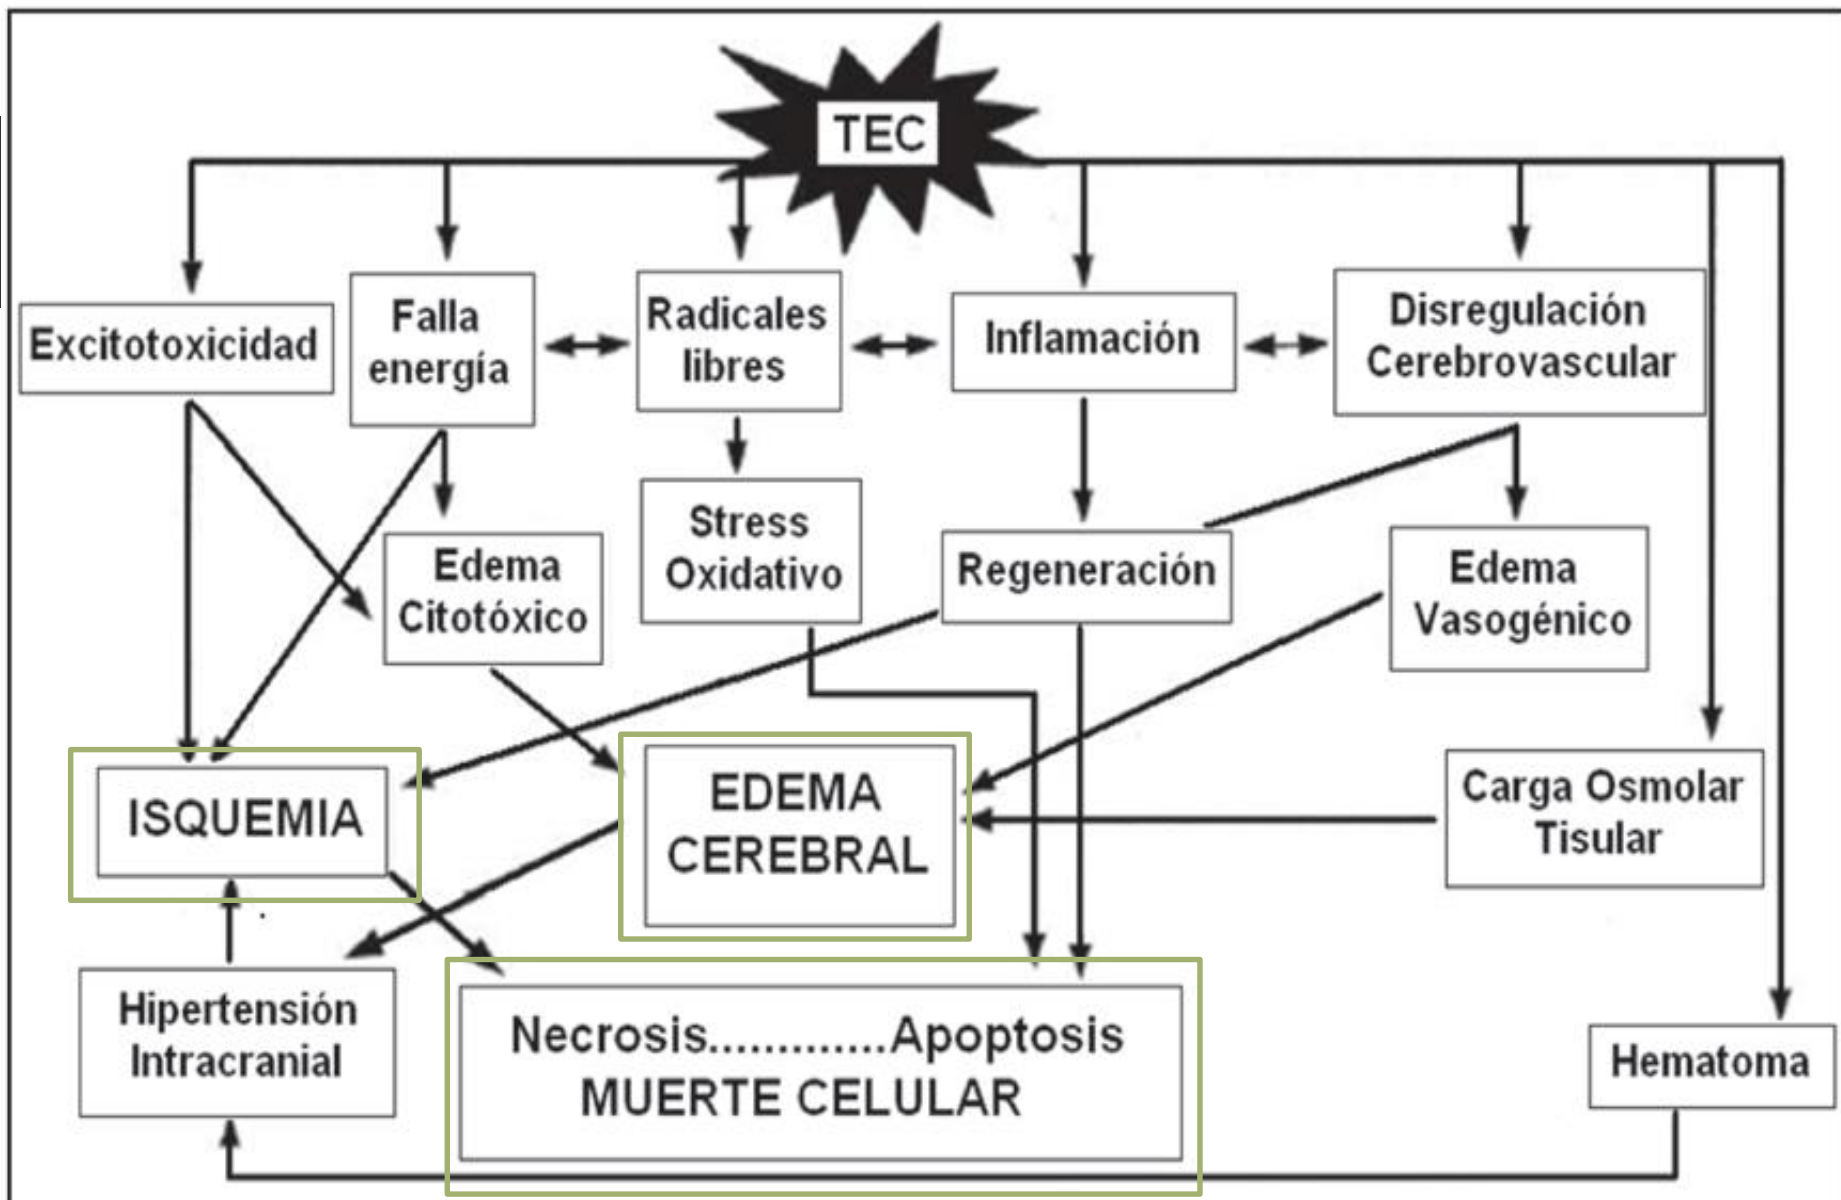 TEC
Excitotoxicidad
Falla
energía
Radicales
libres
Inflamación
Disregulación
Cerebrovascular
Edema
Citotóxico
Stress
Oxidativo
Regeneración
Edema
Vasogénico
ISQUEMIA
EDEMA
CEREBRAL
Carga Osmolar
Tisular
Hipertensión
Intracranial
Necrosis.............Apoptosis
MUERTE CELULAR
Hematoma